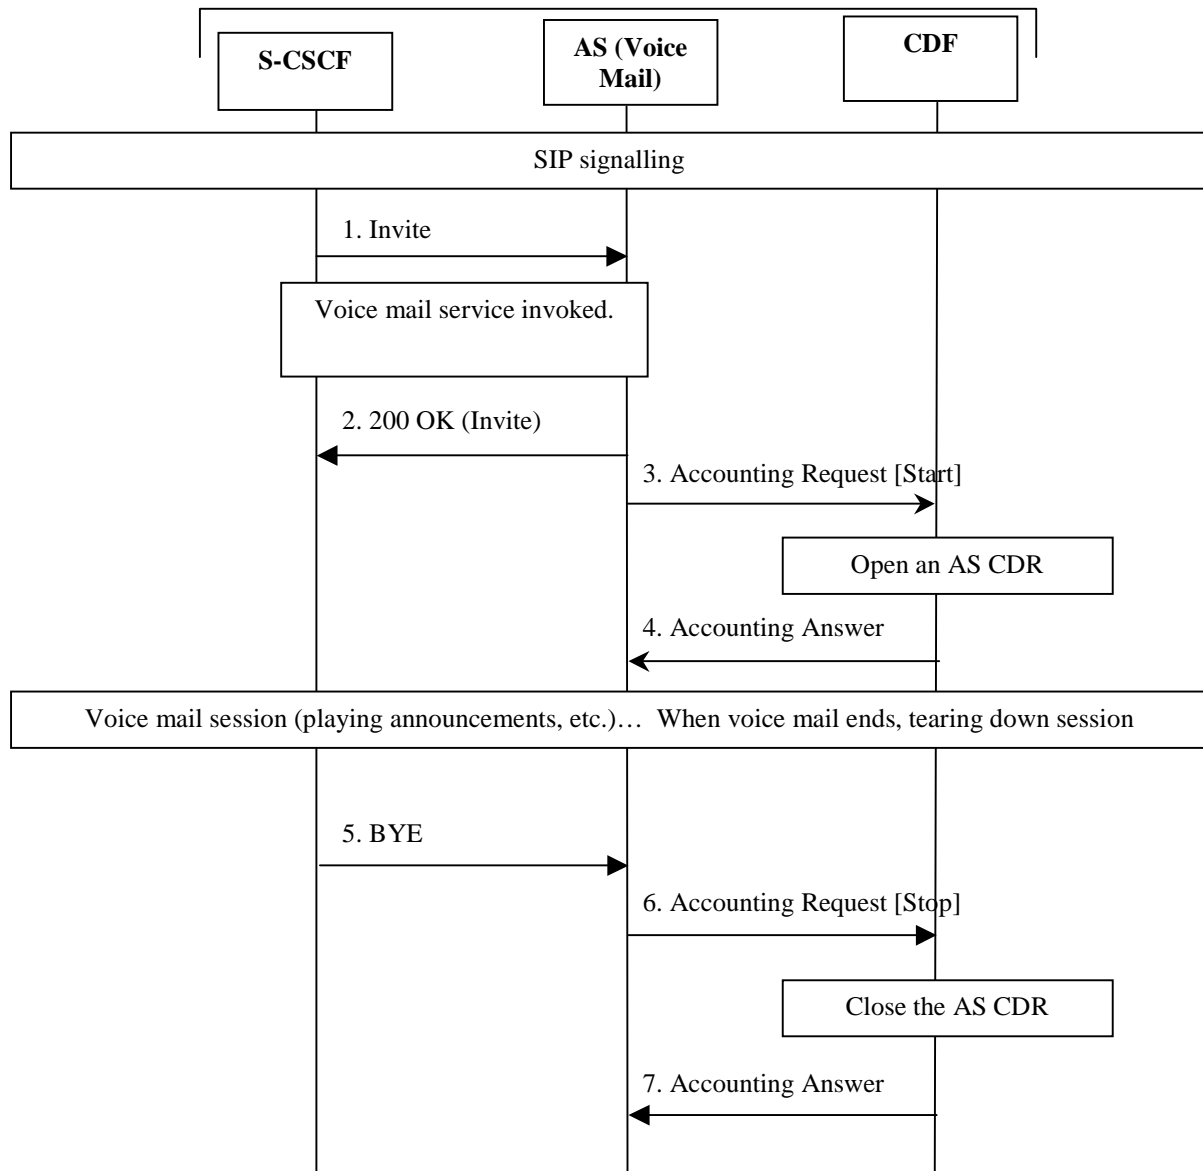 S-CSCF
AS (Voice
Mail)
CDF
SIP signalling
1. Invite
Voice mail service invoked.
2. 200 OK (Invite)
3. Accounting Request [Start]
Open an AS CDR
4. Accounting Answer
Voice mail session (playing announcements, etc.)… When voice mail ends, tearing down session
5. BYE
6. Accounting Request [Stop]
Close the AS CDR
7. Accounting Answer